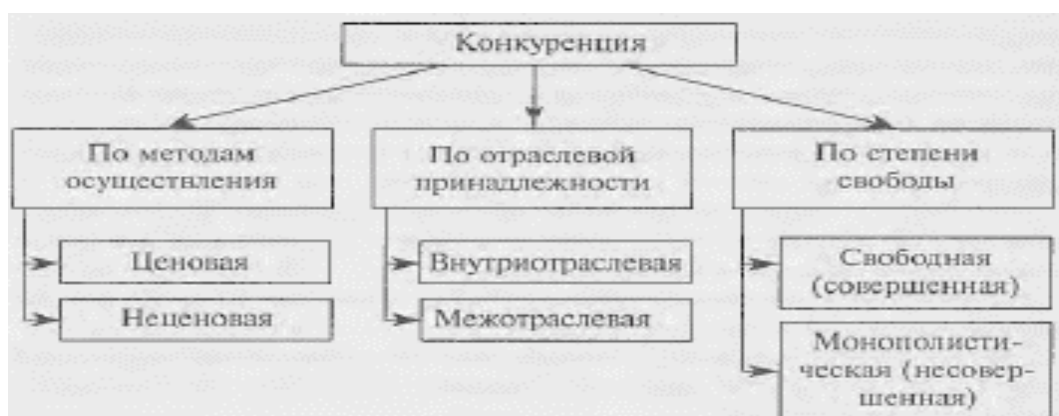 Конкуренция
По методам
осуществления
Ценовая
Неценовая
По отраслевой
принадлежности
Внутриотраслевая
Межотраслевая
По степени
свободы
Свободная
(совершенная)
Монополисти-
ческая (несовер-
шенная)